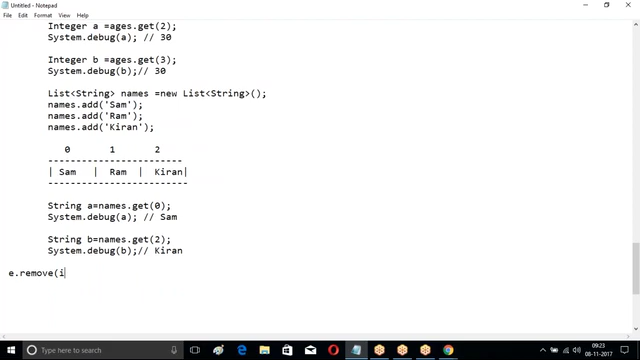 Untitled - Notepad
File Edit Format View Help
Integer a =ages.get(2);
System.debug(a); // 30
Integer b =ages.get(3);
System.debug(b);// 30
List<String> names =new List<String>();
names.add('Sam');
names.add('Ram');
names.add('Kiran');
0 1 2
-------------------------
| Sam | Ram | Kiran|
--------------------------
String a=names.get(0);
System.debug(a); // Sam
String b=names.get(2);
System.debug(b);// Kiran
e.remove(i
Type here to search
09:23
08-11-2017